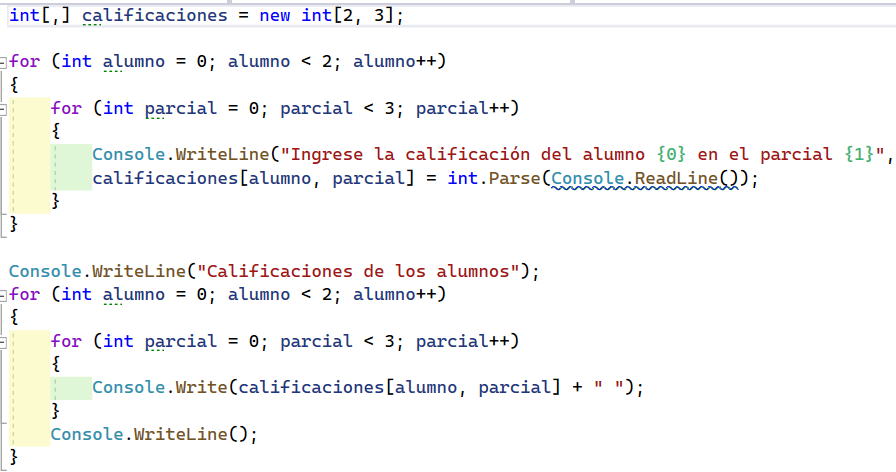 int[,] calificaciones = new int[2, 3];
for (int alumno = 0; alumno < 2; alumno++)
{
for (int parcial = 0; parcial < 3; parcial++)
{
Console.WriteLine("Ingrese la calificación del alumno {0} en el parcial {1}",
calificaciones[alumno, parcial] = int.Parse(Console.ReadLine());
}
}
Console.WriteLine("Calificaciones de los alumnos");
for (int alumno = 0; alumno < 2; alumno++)
{
for (int parcial = 0; parcial < 3; parcial++)
{
Console.Write(calificaciones[alumno, parcial] + " ");
}
Console.WriteLine();
}